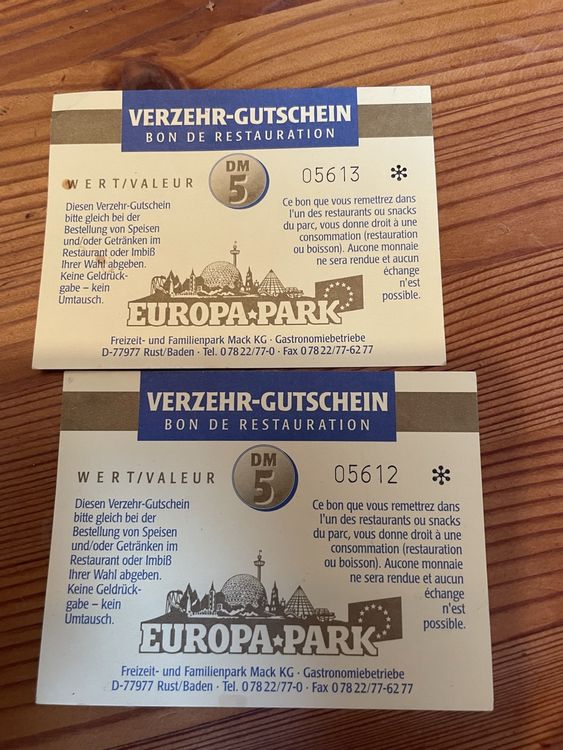 VERZEHR-GUTSCHEIN
BON DE RESTAURATION
WERT/VALEUR
DM
5
05613 *
Diesen Verzehr-Gutschein
bitte gleich bei der
Bestellung von Speisen
und/oder Getränken im
Restaurant oder Imbiß
Ihrer Wahl abgeben.
Keine Geldrück-
gabe – kein
Umtausch.
Ce bon que vous remettrez dans
l'un des restaurants ou snacks
du parc, vous donne droit à une
consommation (restauration
ou boisson). Aucone monnaie
ne sera rendue et aucun
échange
n'est
possible.
EUROPA★PARK
Freizeit- und Familienpark Mack KG · Gastronomiebetriebe
D-77977 Rust/Baden · Tel. 0 78 22/77-0 · Fax 0 78 22/77-62 77
VERZEHR-GUTSCHEIN
BON DE RESTAURATION
WERT/VALEUR
DM
5
05612 *
Diesen Verzehr-Gutschein
bitte gleich bei der
Bestellung von Speisen
und/oder Getränken im
Restaurant oder Imbiß
Ihrer Wahl abgeben.
Keine Geldrück-
gabe – kein
Umtausch.
Ce bon que vous remettrez dans
l'un des restaurants ou snacks
du parc, vous donne droit à une
consommation (restauration
ou boisson). Aucone monnaie
ne sera rendue et aucun
échange
n'est
possible.
EUROPA★PARK
Freizeit- und Familienpark Mack KG · Gastronomiebetriebe
D-77977 Rust/Baden · Tel. 0 78 22/77-0 · Fax 0 78 22/77-62 77